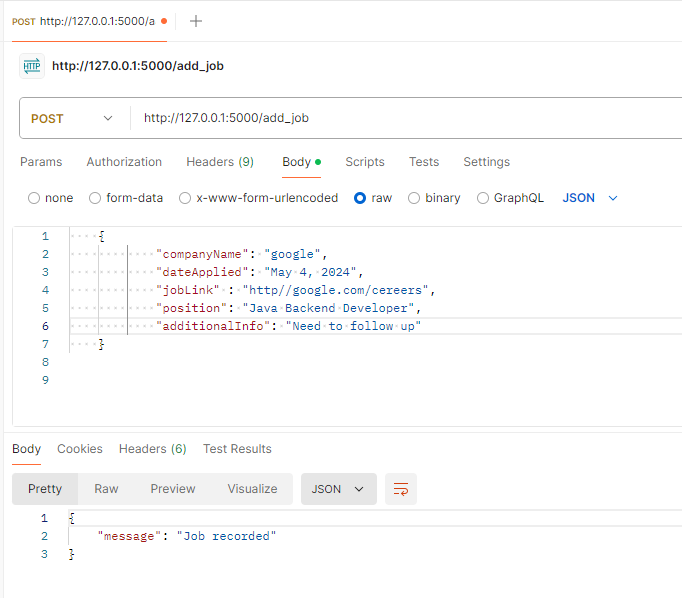 POST http://127.0.0.1:5000/a
HTTP http://127.0.0.1:5000/add_job
POST http://127.0.0.1:5000/add_job
Params Authorization Headers (9) Body Scripts Tests Settings
none form-data x-www-form-urlencoded raw binary GraphQL JSON
1 {
2 "companyName": "google",
3 "dateApplied": "May 4, 2024",
4 "jobLink" : "http//google.com/cereers",
5 "position": "Java Backend Developer",
6 "additionalInfo": "Need to follow up"
7 }
8
9
Body Cookies Headers (6) Test Results
Pretty Raw Preview Visualize JSON
1 {
2 "message": "Job recorded"
3 }